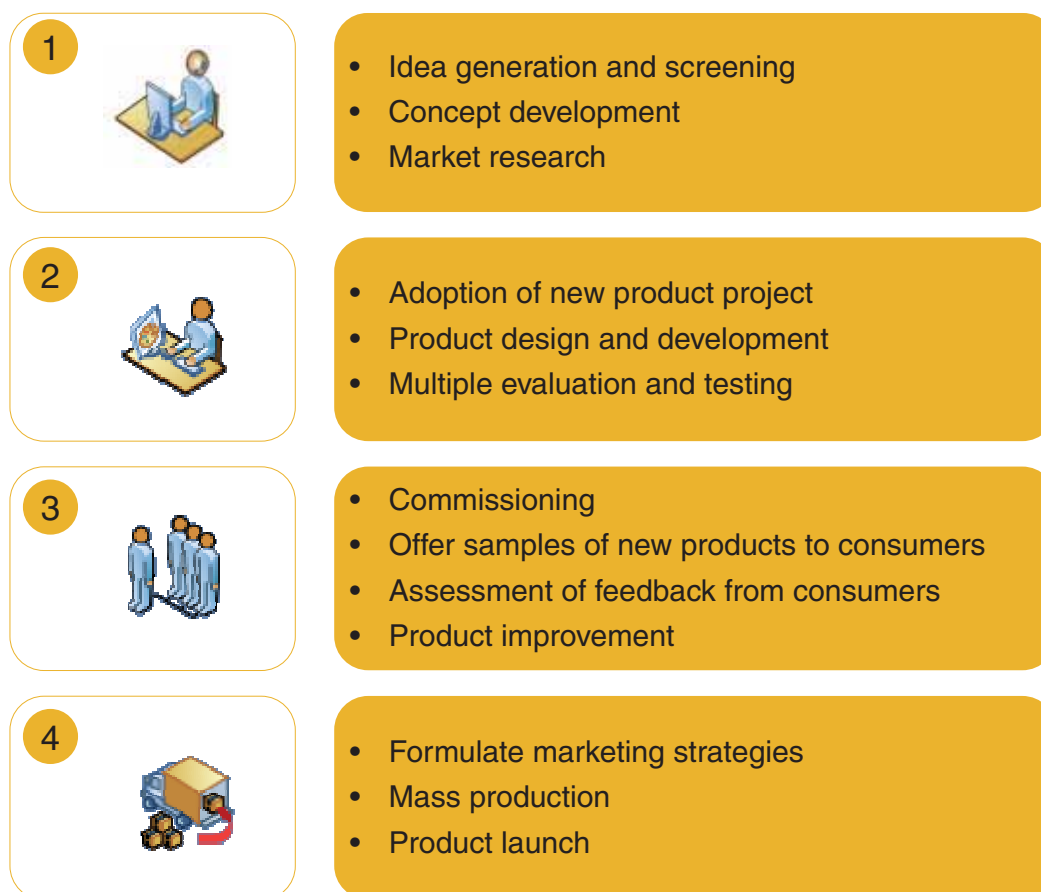 1
• Idea generation and screening
• Concept development
• Market research
2
• Adoption of new product project
• Product design and development
• Multiple evaluation and testing
3
• Commissioning
• Offer samples of new products to consumers
• Assessment of feedback from consumers
• Product improvement
4
• Formulate marketing strategies
• Mass production
• Product launch